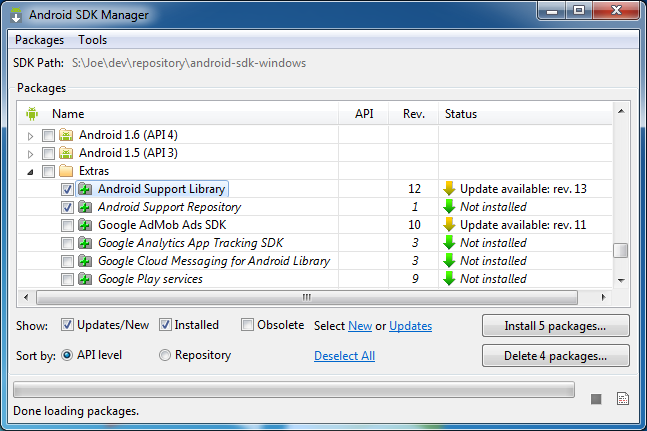 Android SDK Manager
Packages Tools
SDK Path: S:\Joe\dev\repository\android-sdk-windows
Packages
Name API Rev. Status
Android 1.6 (API 4)
Android 1.5 (API 3)
Extras
Android Support Library 12 Update available: rev. 13
Android Support Repository 1 Not installed
Google AdMob Ads SDK 10 Update available: rev. 11
Google Analytics App Tracking SDK 3 Not installed
Google Cloud Messaging for Android Library 3 Not installed
Google Play services 9 Not installed
Show: Updates/New Installed Obsolete Select New or Updates Install 5 packages...
Sort by: API level Repository Deselect All Delete 4 packages...
Done loading packages.